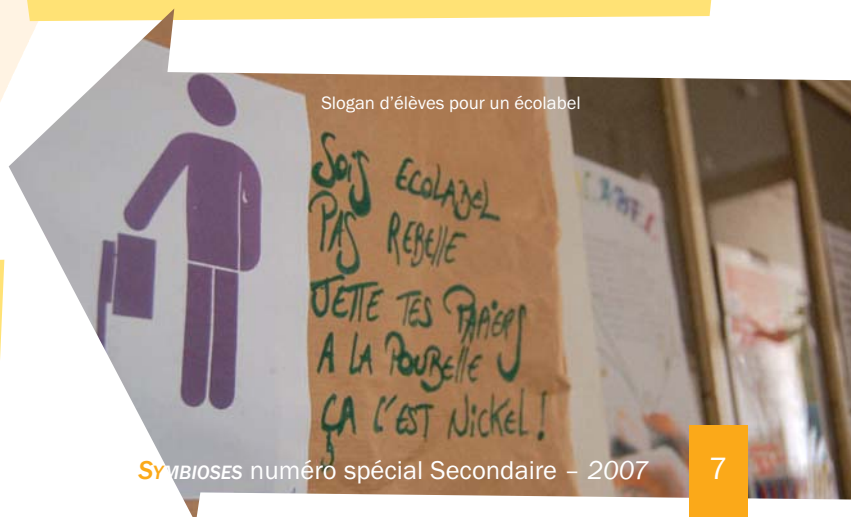 Slogan d'élèves pour un écolabel
SOiS ECOLABEL
PAS REBEllE
JETTE TES PAPiERS
A LA POUBEllE
ÇA C'EST NiCKEL !
SYMBIOSES numéro spécial Secondaire – 2007
7